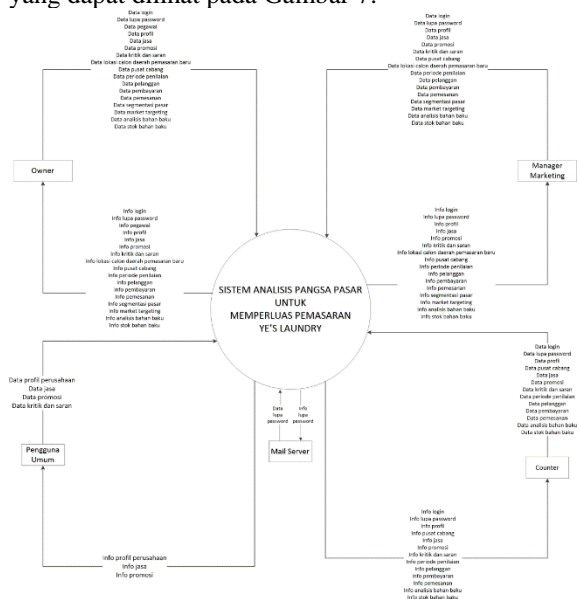 yang dapat dilihat pada Gambar 7.
Data login
Data lupa password
Data pegawai
Data profil
Data jasa
Data promosi
Data kritik dan saran
Data lokasi calon daerah pemasaran baru
Data pusat cabang
Data periode penilaian
Data pelanggan
Data pembayaran
Data pemesanan
Data segmentasi pasar
Data market targeting
Data analisis bahan baku
Data stok bahan baku
Data login
Data lupa password
Data profil
Data jasa
Data promosi
Data kritik dan saran
Data pusat cabang
Data lokasi calon daerah pemasaran baru
Data periode penilaian
Data pelanggan
Data pembayaran
Data pemesanan
Data segmentasi pasar
Data market targeting
Data analisis bahan baku
Data stok bahan baku
Owner
Manager
Marketing
Info login
Info lupa password
Info pegawai
Info profil
Info jasa
Info promosi
Info kritik dan saran
Info lokasi calon daerah pemasaran baru
Info pusat cabang
Info periode penilaian
Info pelanggan
Info pembayaran
Info pemesanan
Info segmentasi pasar
Info market targeting
Info analisis bahan baku
Info stok bahan baku
Info login
Info lupa password
Info profil
Info jasa
Info promosi
Info kritik dan saran
Info lokasi calon daerah pemasaran baru
Info pusat cabang
Info periode penilaian
Info pelanggan
Info pembayaran
Info pemesanan
Info segmentasi pasar
Info market targeting
Info analisis bahan baku
Info stok bahan baku
SISTEM ANALISIS PANGSA PASAR
UNTUK
MEMPERLUAS PEMASARAN
YE'S LAUNDRY
Data profil perusahaan
Data jasa
Data promosi
Data kritik dan saran
Data login
Data lupa password
Data profil
Data pusat cabang
Data jasa
Data promosi
Data kritik dan saran
Data periode penilaian
Data pelanggan
Data pembayaran
Data pemesanan
Data analisis bahan baku
Data stok bahan baku
Data
lupa
password
Info
lupa
password
Pengguna
Umum
Mail Server
Counter
Info profil perusahaan
Info jasa
Info promosi
Info login
Info lupa password
Info profil
Info pusat cabang
Info jasa
Info promosi
Info kritik dan saran
Info periode penilaian
Info pelanggan
Info pembayaran
Info pemesanan
Info analisis bahan baku
Info stok bahan baku